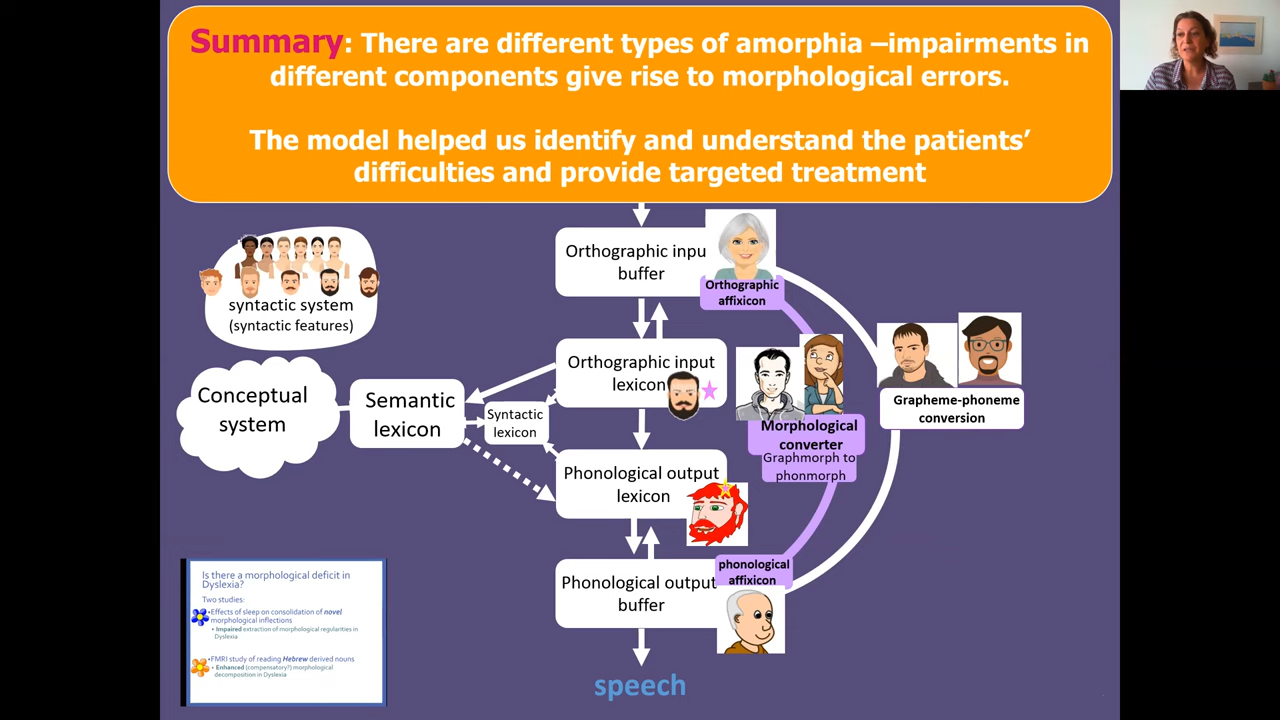 Summary: There are different types of amorphia –impairments in
different components give rise to morphological errors.
The model helped us identify and understand the patients’
difficulties and provide targeted treatment
Orthographic inpu
buffer
Orthographic
affixicon
syntactic system
(syntactic features)
Orthographic input
lexicon
Conceptual
system
Semantic
lexicon
Syntactic
lexicon
Grapheme-phoneme
conversion
Morphological
converter
Graphmorph to
phonmorph
Phonological output
lexicon
phonological
affixicon
Phonological output
buffer
speech
Is there a morphological deficit in
Dyslexia?
Two studies:
•Effects of sleep on consolidation of novel
morphological inflections
• Impaired extraction of morphological regularities in
Dyslexia
•FMRI study of reading Hebrew derived nouns
• Enhanced (compensatory?) morphological
decomposition in Dyslexia